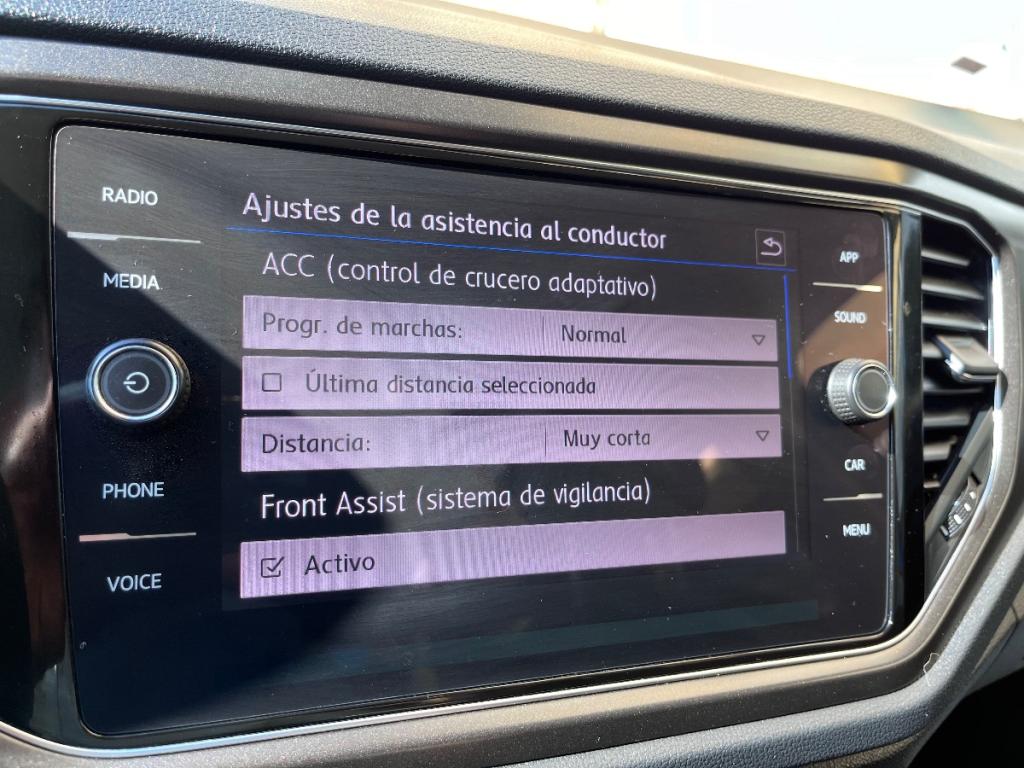 RADIO
MEDIA
PHONE
VOICE
Ajustes de la asistencia al conductor
ACC (control de crucero adaptativo)
Progr. de marchas: Normal
Última distancia seleccionada
Distancia: Muy corta
Front Assist (sistema de vigilancia)
Activo
APP
SOUND
CAR
MENU